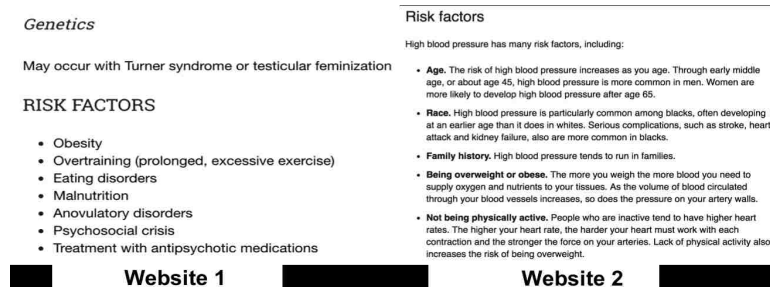 Genetics
May occur with Turner syndrome or testicular feminization
RISK FACTORS
• Obesity
• Overtraining (prolonged, excessive exercise)
• Eating disorders
• Malnutrition
• Anovulatory disorders
• Psychosocial crisis
• Treatment with antipsychotic medications
Website 1
Risk factors
High blood pressure has many risk factors, including:
• Age. The risk of high blood pressure increases as you age. Through early middle
age, or about age 45, high blood pressure is more common in men. Women are
more likely to develop high blood pressure after age 65.
• Race. High blood pressure is particularly common among blacks, often developing
at an earlier age than it does in whites. Serious complications, such as stroke, heart
attack and kidney failure, also are more common in blacks.
• Family history. High blood pressure tends to run in families.
• Being overweight or obese. The more you weigh the more blood you need to
supply oxygen and nutrients to your tissues. As the volume of blood circulated
through your blood vessels increases, so does the pressure on your artery walls.
• Not being physically active. People who are inactive tend to have higher heart
rates. The higher your heart rate, the harder your heart must work with each
contraction and the stronger the force on your arteries. Lack of physical activity also
increases the risk of being overweight.
Website 2